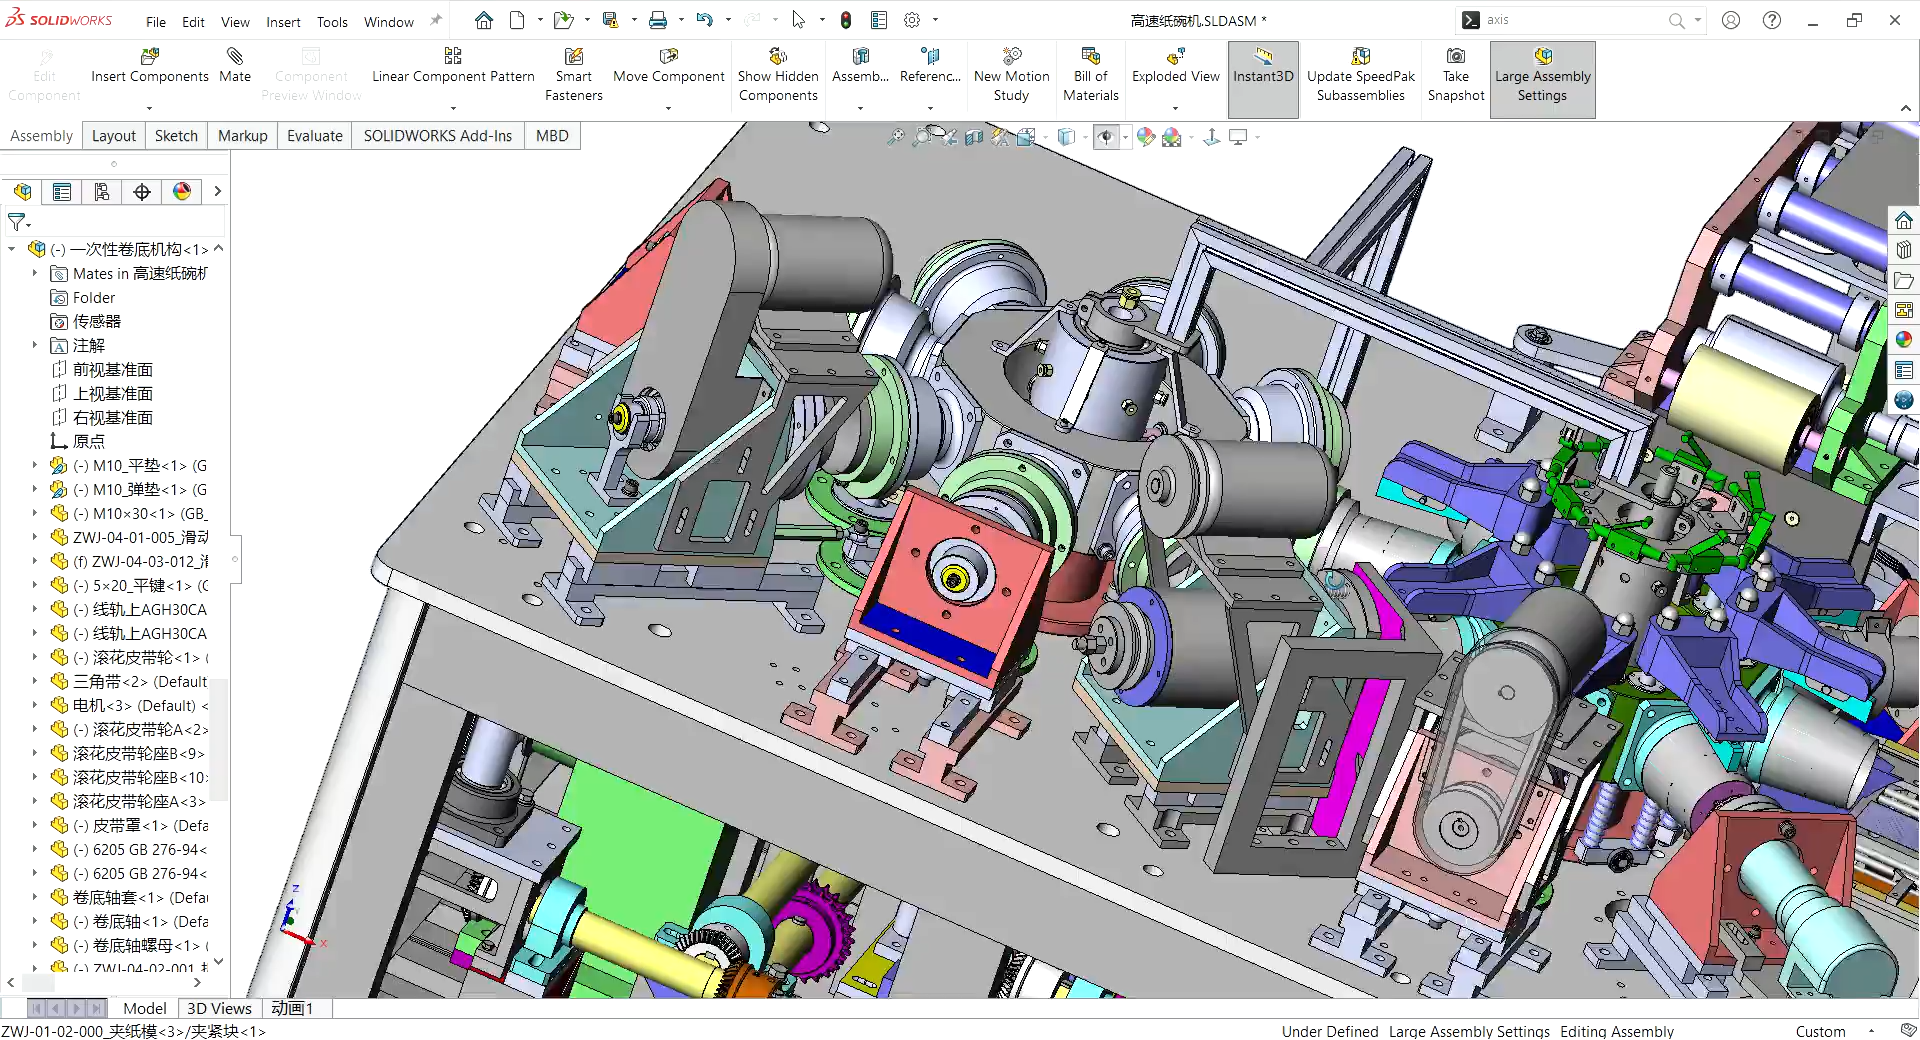 SOLIDWORKS File Edit View Insert Tools Window 高速纸碗机.SLDASM * axis
Edit Component
Insert Components
Mate
Component Preview Window
Linear Component Pattern
Smart Fasteners
Move Component
Show Hidden Components
Assemb...
Referenc...
New Motion Study
Bill of Materials
Exploded View
Instant3D
Update SpeedPak Subassemblies
Take Snapshot
Large Assembly Settings
Assembly Layout Sketch Markup Evaluate SOLIDWORKS Add-Ins MBD
(-) 一次性卷底机构<1>
Mates in 高速纸碗机
Folder
传感器
注解
前视基准面
上视基准面
右视基准面
原点
(-) M10_平垫<1> (G
(-) M10_弹垫<1> (G
(-) M10×30<1> (GB_
ZWJ-04-01-005_滑动
(f) ZWJ-04-03-012_
(-) 5×20_平键<1> (
(-) 线轨上AGH30CA
(-) 线轨上AGH30CA
(-) 滚花皮带轮<1> (
三角带<2> (Default
电机<3> (Default) <
(-) 滚花皮带轮A<2>
滚花皮带轮座B<9>
滚花皮带轮座B<10>
滚花皮带轮座A<3>
(-) 皮带罩<1> (Defa
(-) 6205 GB 276-94<
(-) 6205 GB 276-94<
卷底轴套<1> (Defau
(-) 卷底轴<1> (Defa
(-) 卷底轴螺母<1> (
(-) ZWJ-04-02-001
Z
X
Model 3D Views 动画1
ZWJ-01-02-000_夹纸模<3>/夹紧块<1> Under Defined Large Assembly Settings Editing Assembly Custom